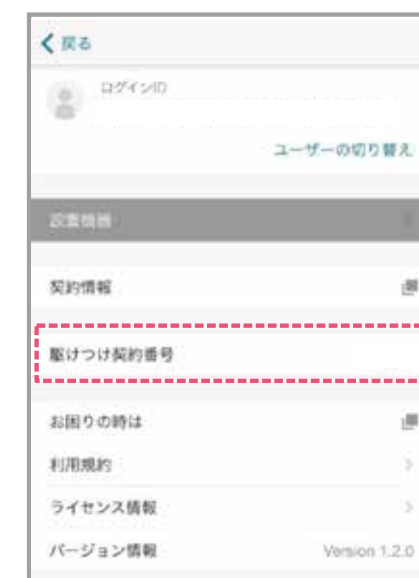 戻る
ログインID
ユーザーの切り替え
設置機器
契約情報
駆けつけ契約番号
お困りの時は
利用規約
ライセンス情報
バージョン情報 Version 1.2.0